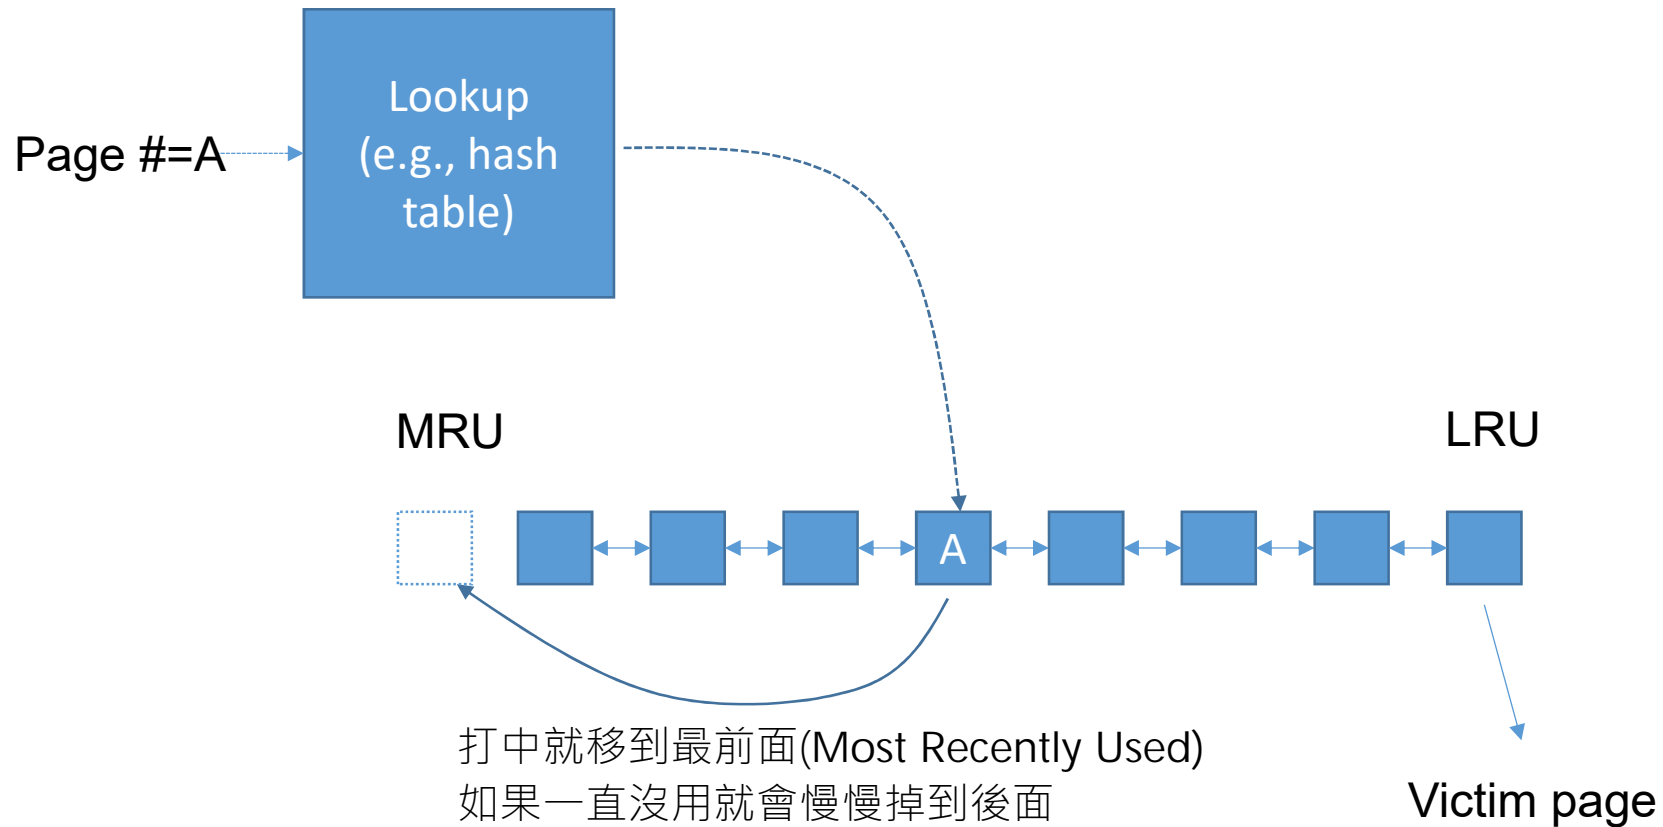 Lookup
(e.g., hash
table)
Page #=A
MRU
LRU
A
打中就移到最前面(Most Recently Used)
如果一直沒用就會慢慢掉到後面
Victim page